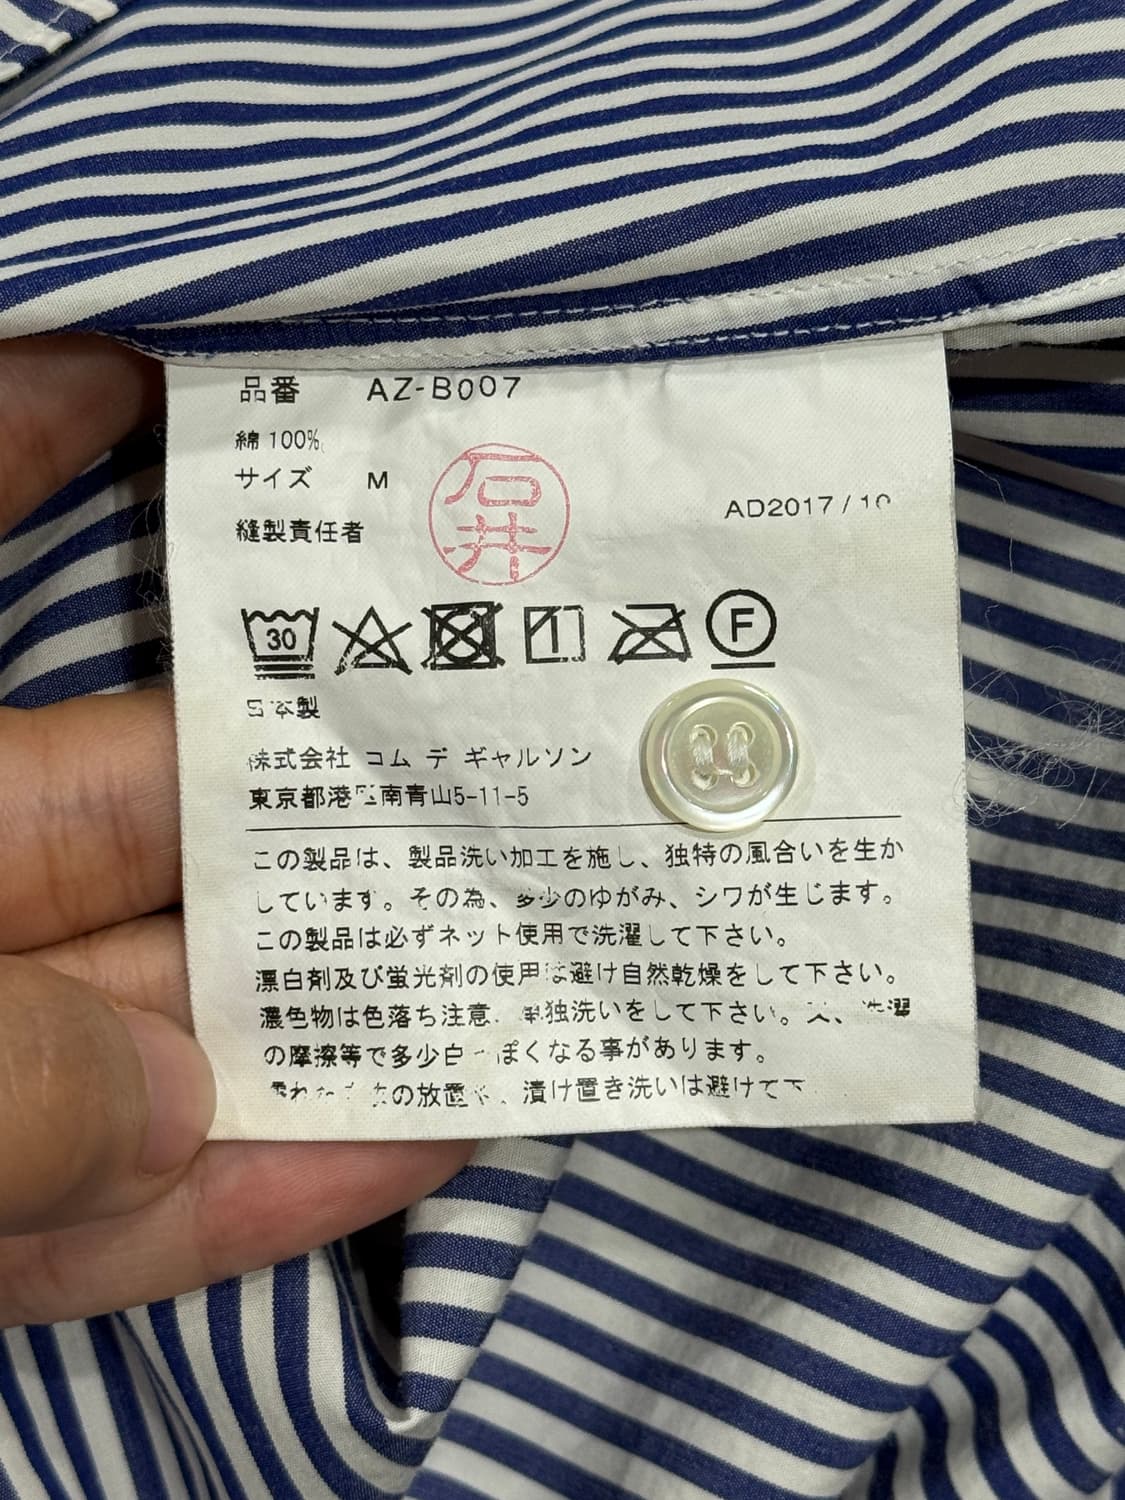 品番 AZ-B007
綿 100%
サイズ M
AD2017 / 10
縫製責任者
石井
30
F
日本製
株式会社 コム デ ギャルソン
東京都港区南青山5-11-5
この製品は、製品洗い加工を施し、独特の風合いを生か
しています。その為、多少のゆがみ、シワが生じます。
この製品は必ずネット使用で洗濯して下さい。
漂白剤及び蛍光剤の使用は避け自然乾燥をして下さい。
濃色物は色落ち注意、単独洗いをして下さい。又、洗濯
の摩擦等で多少白っぽくなる事があります。
の放置や、漬け置き洗いは避けて下